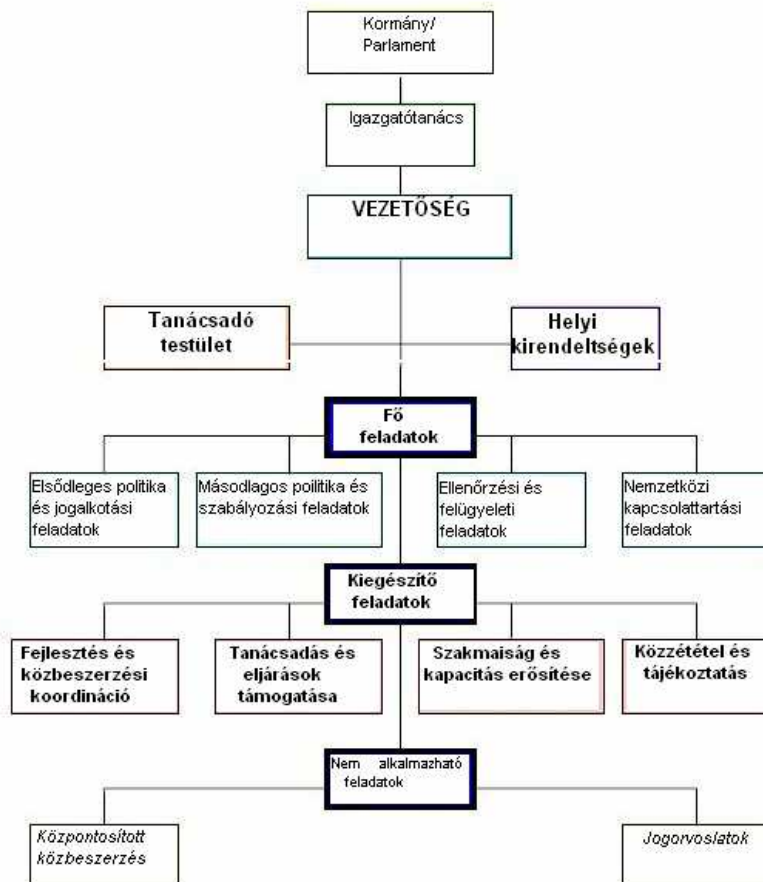 Kormány/
Parlament
Igazgatótanács
VEZETŐSÉG
Tanácsadó
testület
Helyi
kirendeltségek
Fő
feladatok
Elsődleges politika
és jogalkotási
feladatok
Másodlagos poilitika és
szabályozási feladatok
Ellenőrzési és
felügyeleti
feladatok
Nemzetközi
kapcsolattartási
feladatok
Kiegészítő
feladatok
Fejlesztés és
közbeszerzési
koordináció
Tanácsadás és
eljárások
támogatása
Szakmaiság és
kapacitás erősítése
Közzététel és
tájékoztatás
Nem alkalmazható
feladatok
Központosított
közbeszerzés
Jogorvoslatok